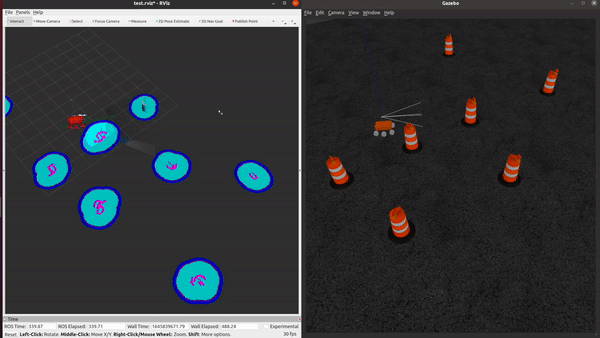 test.rviz* - RViz
File Panels Help
Interact Move Camera Select Focus Camera Measure 2D Pose Estimate 2D Nav Goal Publish Point
Time
ROS Time: 339.87 ROS Elapsed: 339.71 Wall Time: 1645839671.79 Wall Elapsed: 488.24 Experimental
Reset Left-Click: Rotate. Middle-Click: Move X/Y. Right-Click/Mouse Wheel: Zoom. Shift: More options. 30 fps
Gazebo
File Edit Camera View Window Help